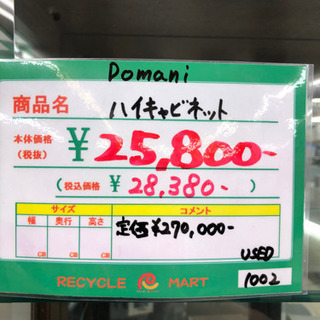 Domani
商品名 ハイキャビネット
本体価格
(税抜) ¥25,800-
(税込価格 ¥28,380- )
サイズ コメント
幅 奥行 高さ 定価¥270,000-
cm cm cm USED
RECYCLE MART 1002